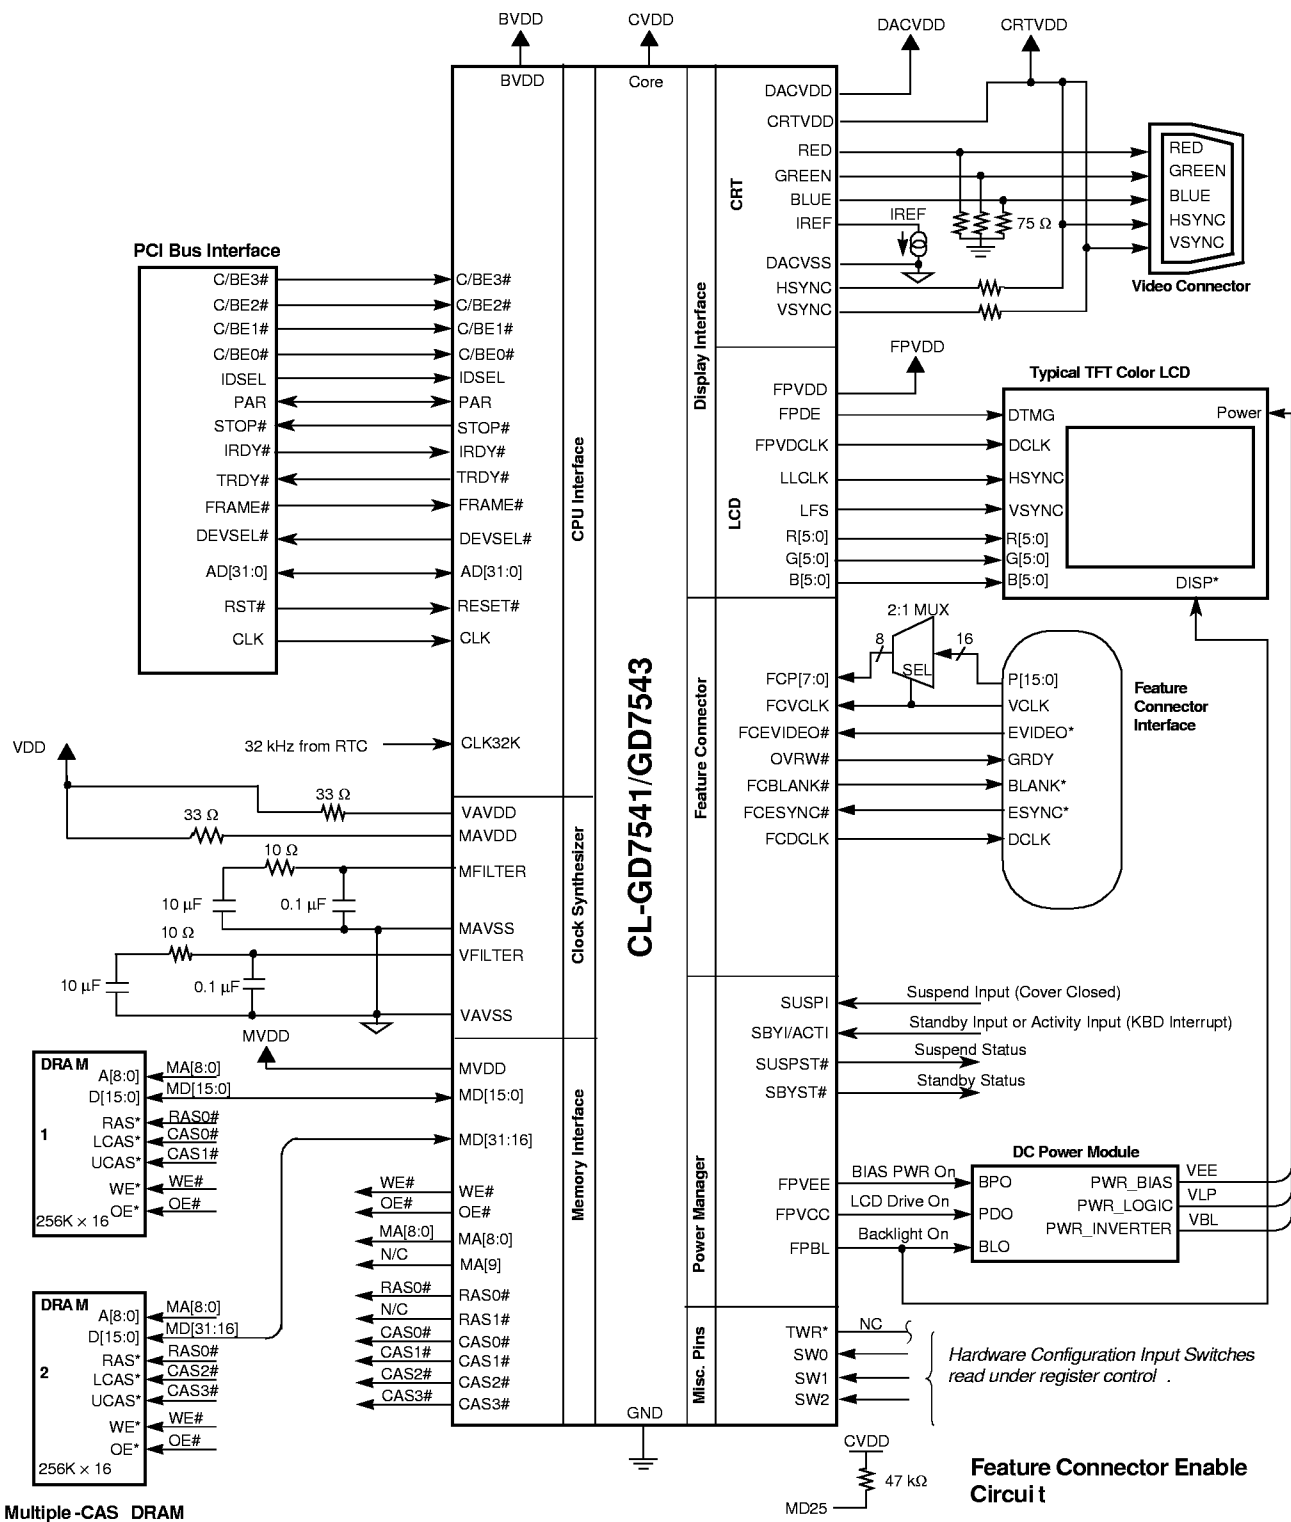 BVDD
CVDD
DACVDD
CRTVDD
BVDD
Core
DACVDD
CRTVDD
RED
GREEN
BLUE
IREF
DACVSS
HSYNC
VSYNC
CRT
IREF
75 Ω
RED
GREEN
BLUE
HSYNC
VSYNC
Video Connector
PCI Bus Interface
C/BE3#
C/BE2#
C/BE1#
C/BE0#
IDSEL
PAR
STOP#
IRDY#
TRDY#
FRAME#
DEVSEL#
AD[31:0]
RST#
CLK
C/BE3#
C/BE2#
C/BE1#
C/BE0#
IDSEL
PAR
STOP#
IRDY#
TRDY#
FRAME#
DEVSEL#
AD[31:0]
RESET#
CLK
CPU Interface
32 kHz from RTC
CLK32K
CL-GD7541/GD7543
Display Interface
LCD
FPVDD
FPVDD
FPDE
FPVDCLK
LLCLK
LFS
R[5:0]
G[5:0]
B[5:0]
Typical TFT Color LCD
Power
DTMG
DCLK
HSYNC
VSYNC
R[5:0]
G[5:0]
B[5:0]
DISP*
Feature Connector
2:1 MUX
8
16
SEL
FCP[7:0]
FCVCLK
FCEVIDEO#
OVRW#
FCBLANK#
FCESYNC#
FCDCLK
P[15:0]
VCLK
EVIDEO*
GRDY
BLANK*
ESYNC*
DCLK
Feature
Connector
Interface
VDD
33 Ω
33 Ω
VAVDD
MAVDD
10 Ω
MFILTER
10 µF
0.1 µF
MAVSS
10 Ω
VFILTER
10 µF
0.1 µF
VAVSS
Clock Synthesizer
MVDD
MVDD
MD[15:0]
MD[31:16]
WE#
OE#
MA[8:0]
N/C
RAS0#
N/C
CAS0#
CAS1#
CAS2#
CAS3#
WE#
OE#
MA[8:0]
MA[9]
RAS0#
RAS1#
CAS0#
CAS1#
CAS2#
CAS3#
Memory Interface
DRAM
1
A[8:0]
D[15:0]
RAS*
LCAS*
UCAS*
WE*
OE*
256K × 16
MA[8:0]
MD[15:0]
RAS0#
CAS0#
CAS1#
WE#
OE#
DRAM
2
A[8:0]
D[15:0]
RAS*
LCAS*
UCAS*
WE*
OE*
256K × 16
MA[8:0]
MD[31:16]
RAS0#
CAS2#
CAS3#
WE#
OE#
Multiple-CAS DRAM
Power Manager
SUSPI
SBYI/ACTI
SUSPST#
SBYST#
Suspend Input (Cover Closed)
Standby Input or Activity Input (KBD Interrupt)
Suspend Status
Standby Status
FPVEE
FPVCC
FPBL
BIAS PWR On
LCD Drive On
Backlight On
DC Power Module
BPO
PDO
BLO
PWR_BIAS
PWR_LOGIC
PWR_INVERTER
VEE
VLP
VBL
Misc. Pins
TWR*
SW0
SW1
SW2
NC
Hardware Configuration Input Switches
read under register control .
GND
CVDD
47 kΩ
MD25
Feature Connector Enable
Circuit